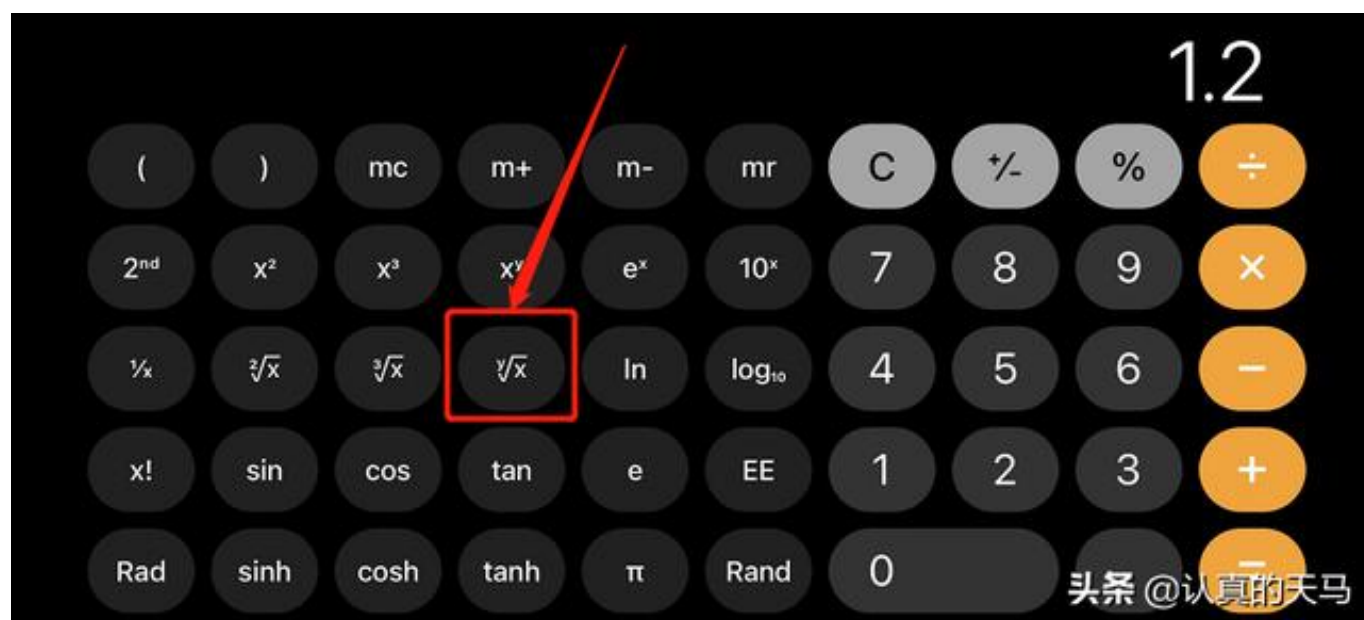 1.2
( ) mc m+ m- mr C ⁺∕₋ % ÷
2ⁿᵈ x² x³ xʸ eˣ 10ˣ 7 8 9 ×
¹∕ₓ ²√x ³√x ʸ√x ln log₁₀ 4 5 6 −
x! sin cos tan e EE 1 2 3 +
Rad sinh cosh tanh π Rand 0
头条 @认真的天马